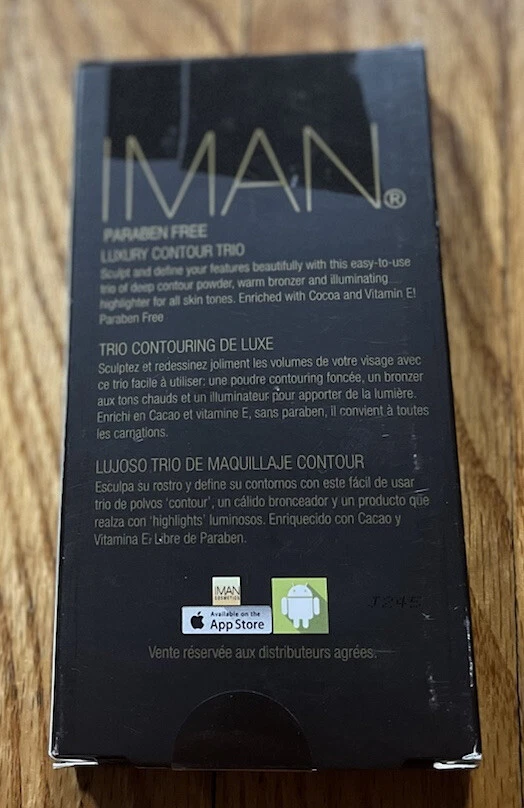 IMAN®
PARABEN FREE
LUXURY CONTOUR TRIO
Sculpt and define your features beautifully with this easy-to-use
trio of deep contour powder, warm bronzer and illuminating
highlighter for all skin tones. Enriched with Cocoa and Vitamin E!
Paraben Free
TRIO CONTOURING DE LUXE
Sculptez et redessinez joliment les volumes de votre visage avec
ce trio facile à utiliser: une poudre contouring foncée, un bronzer
aux tons chauds et un illuminateur pour apporter de la lumière.
Enrichi en Cacao et vitamine E, sans paraben, il convient à toutes
les carnations.
LUJOSO TRIO DE MAQUILLAJE CONTOUR
Esculpa su rostro y define su contornos con este fácil de usar
trio de polvos 'contour', un cálido bronceador y un producto que
realza con 'highlights' luminosos. Enriquecido con Cacao y
Vitamina E. Libre de Paraben.
IMAN
COSMETICS
Available on the
App Store
I245
Vente réservée aux distributeurs agréées.